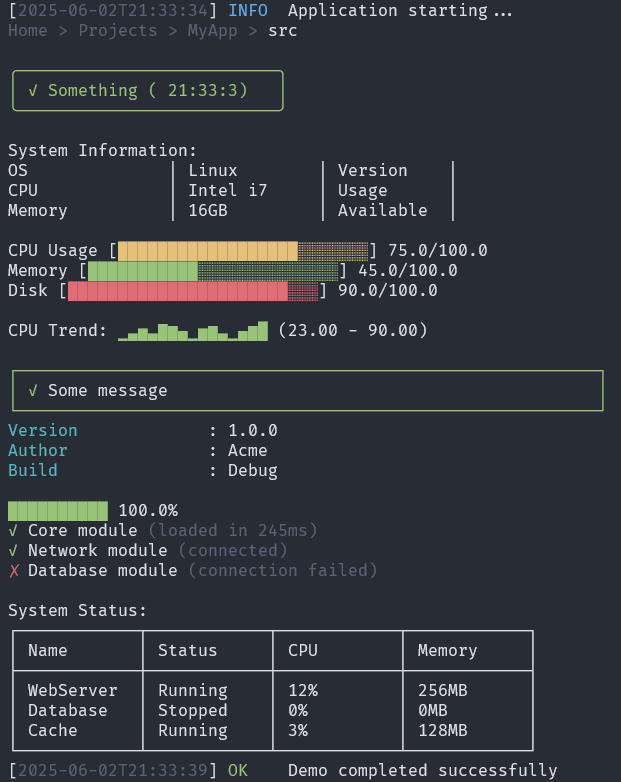 [2025-06-02T21:33:34] INFO  Application starting...
Home > Projects > MyApp > src
√ Something ( 21:33:3)
System Information:
OS │ Linux │ Version │
CPU │ Intel i7 │ Usage │
Memory │ 16GB │ Available │
CPU Usage [██████████████████░░░░░░░] 75.0/100.0
Memory [███████████░░░░░░░░░░░░░░] 45.0/100.0
Disk [██████████████████████░░░] 90.0/100.0
CPU Trend: (23.00 - 90.00)
√ Some message
Version : 1.0.0
Author : Acme
Build : Debug
██████████ 100.0%
√ Core module (loaded in 245ms)
√ Network module (connected)
✗ Database module (connection failed)
System Status:
Name │ Status │ CPU │ Memory
WebServer │ Running │ 12% │ 256MB
Database │ Stopped │ 0% │ 0MB
Cache │ Running │ 3% │ 128MB
[2025-06-02T21:33:39] OK    Demo completed successfully